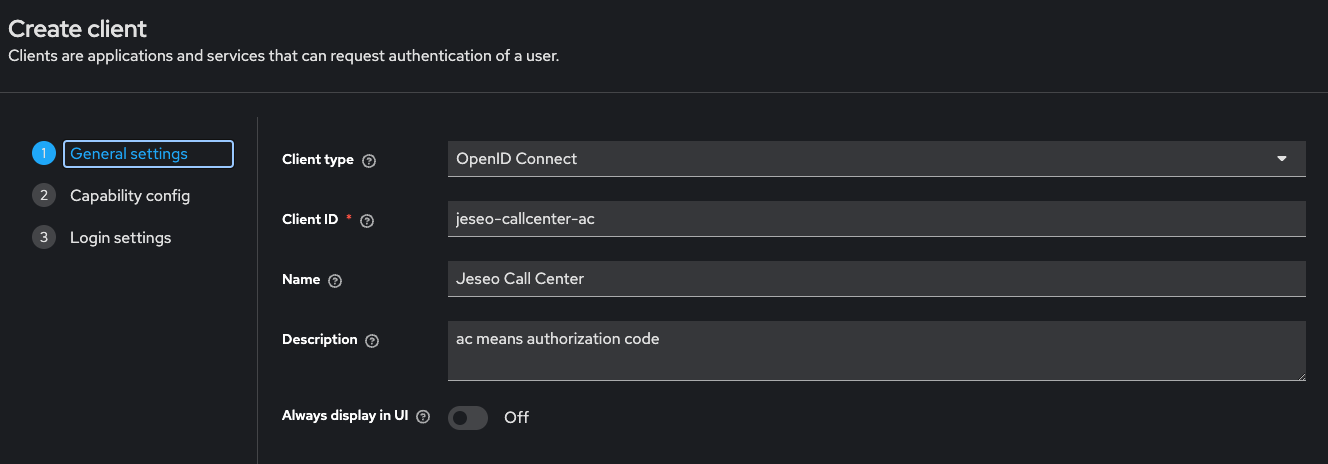 Create client
Clients are applications and services that can request authentication of a user.
1 General settings
2 Capability config
3 Login settings
Client type ? OpenID Connect
Client ID * ? jeseo-callcenter-ac
Name ? Jeseo Call Center
Description ? ac means authorization code
Always display in UI ? Off